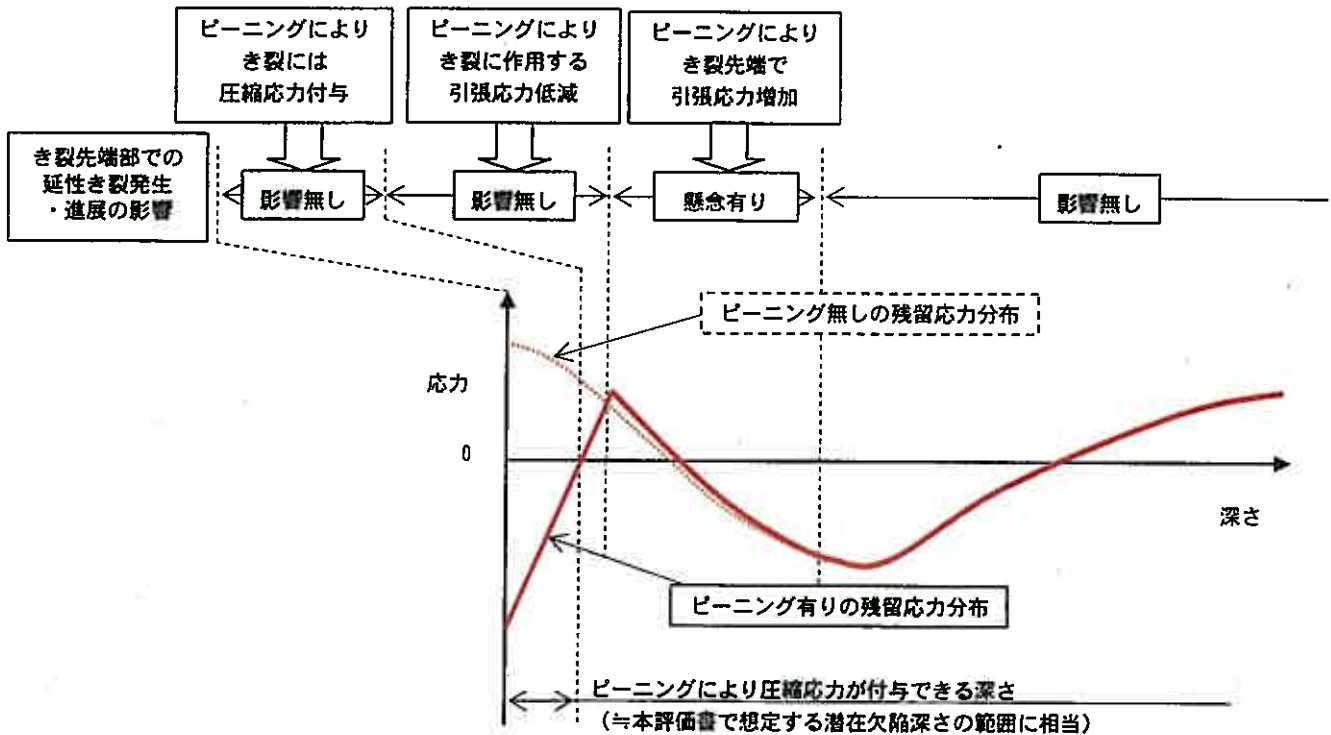 ピーニングにより
き裂には
圧縮応力付与
ピーニングにより
き裂に作用する
引張応力低減
ピーニングにより
き裂先端で
引張応力増加
き裂先端部での
延性き裂発生
・進展の影響
影響無し
影響無し
懸念有り
影響無し
ピーニング無しの残留応力分布
応力
0
深さ
ピーニング有りの残留応力分布
ピーニングにより圧縮応力が付与できる深さ
（≒本評価書で想定する潜在欠陥深さの範囲に相当）